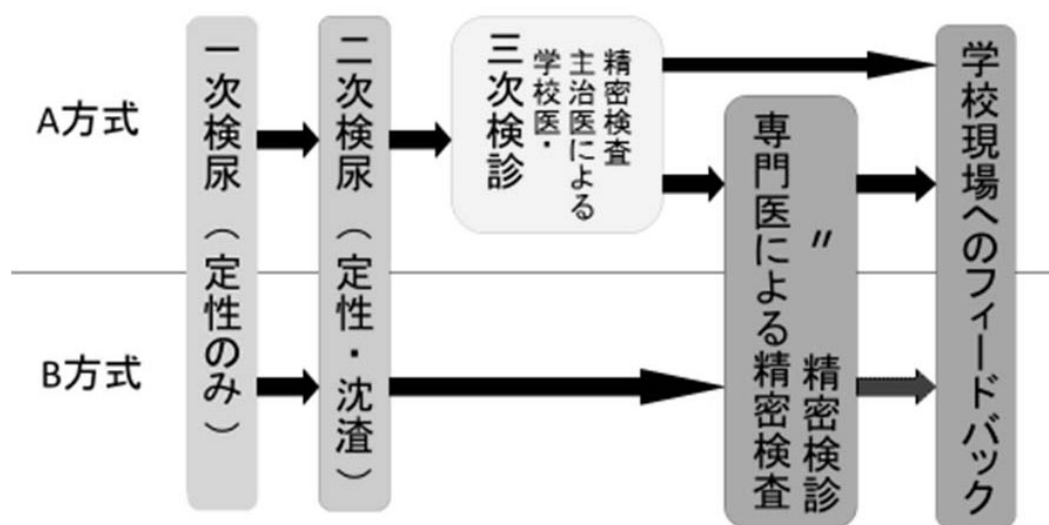 A方式
B方式
一次検尿（定性のみ）
二次検尿（定性・沈渣）
三次検診
学校医・
主治医による
精密検査
専門医による精密検査
〃　精密検診
学校現場へのフィードバック